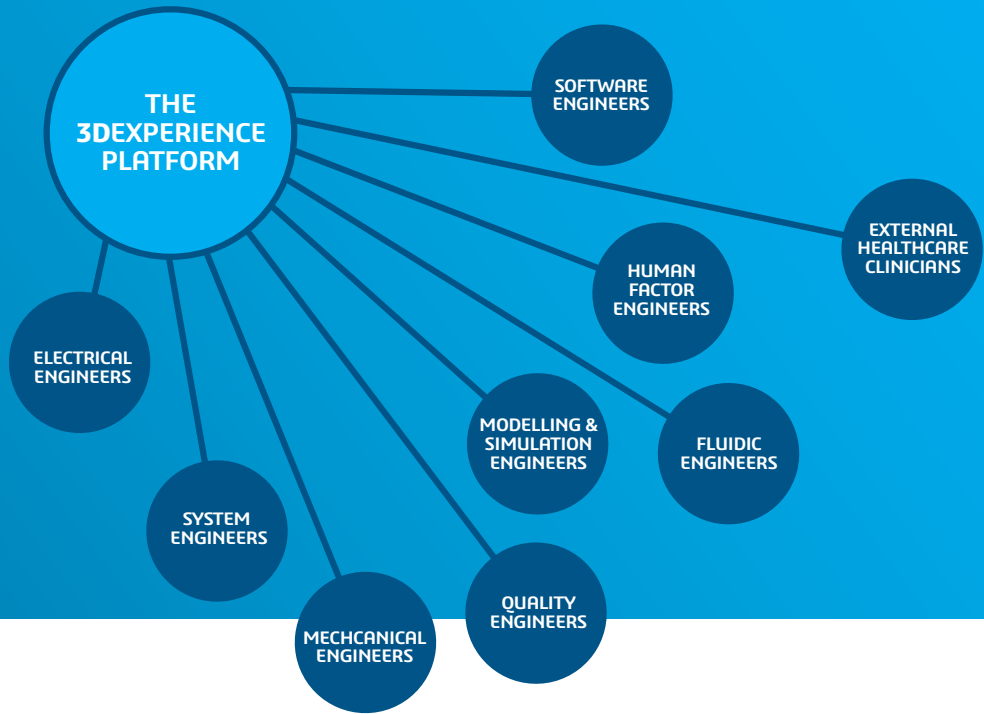 THE
3DEXPERIENCE
PLATFORM
SOFTWARE
ENGINEERS
EXTERNAL
HEALTHCARE
CLINICIANS
HUMAN
FACTOR
ENGINEERS
ELECTRICAL
ENGINEERS
MODELLING &
SIMULATION
ENGINEERS
FLUIDIC
ENGINEERS
SYSTEM
ENGINEERS
QUALITY
ENGINEERS
MECHCANICAL
ENGINEERS